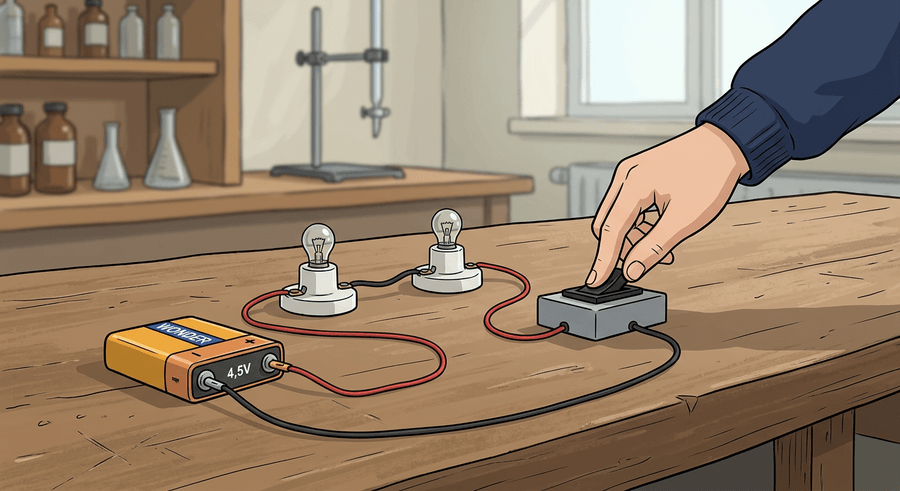 WONDER
- +
4,5V
-